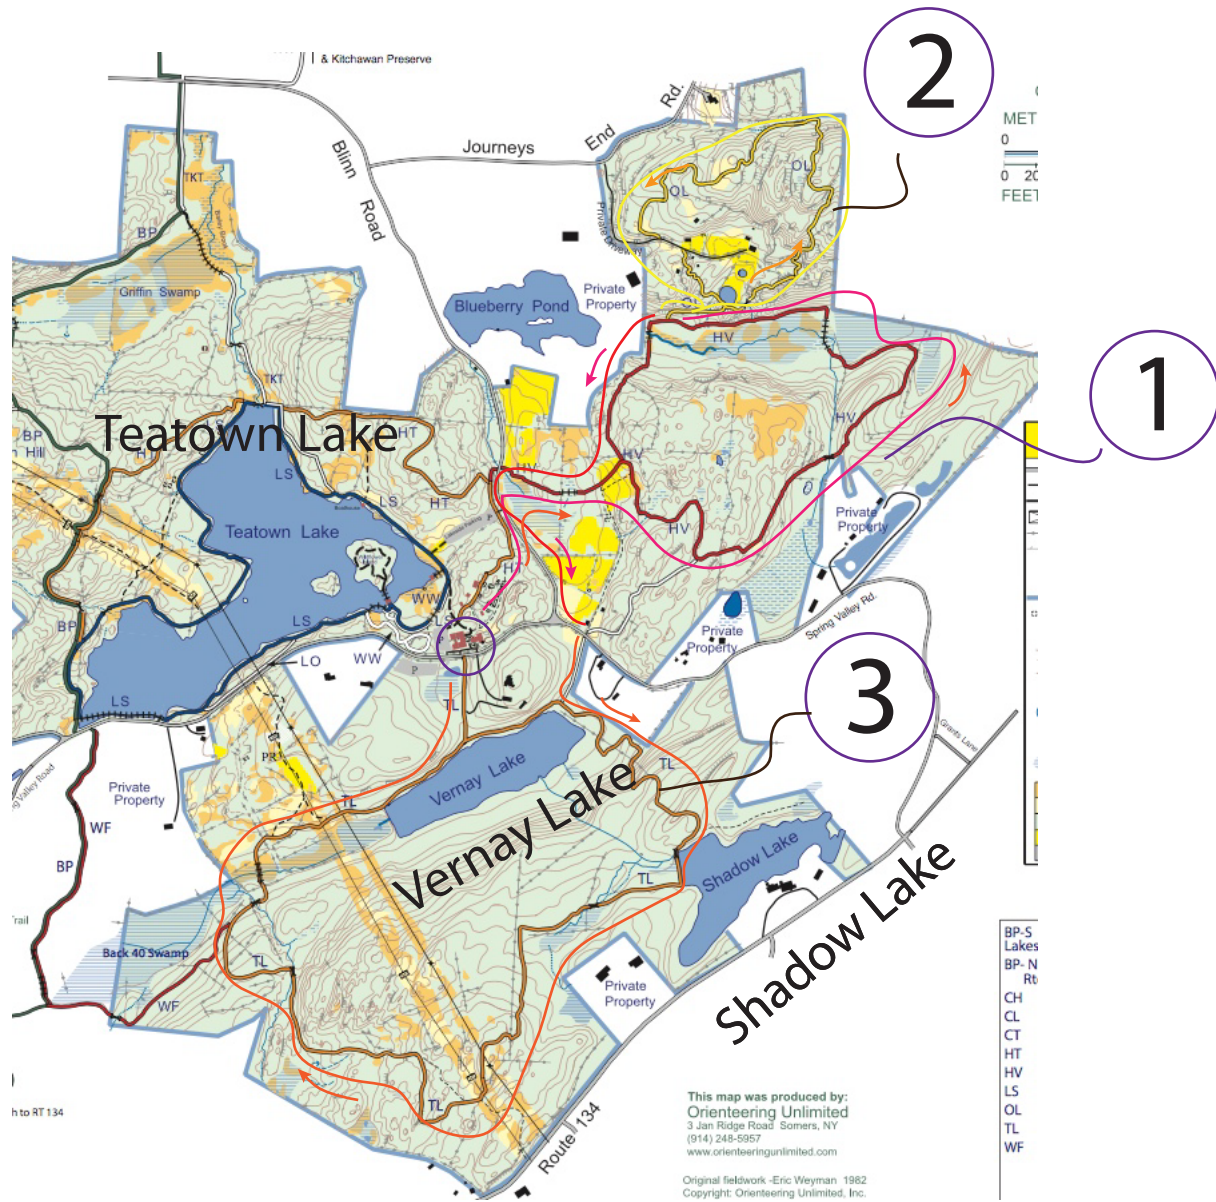 & Kitchawan Preserve
2
Rd.
End
Journeys
Blinn
Road
MET
0
0 20
FEET
TKT
OL
OL
BP
Private Driveway
Griffin Swamp
Private
Property
Blueberry Pond
HV
1
TKT
Teatown Lake
LS
HT
BP
Hill
HV
HV
HV
LS
LS
HT
Teatown Lake
P
HV
Private
Property
WW
LS
BP
LS
Spring Valley Rd.
Private
Property
LO
WW
P
3
LS
TL
Grants Lane
PR
TL
Private
Property
Vernay Lake
Vernay Lake
TL
TL
WF
BP
Shadow Lake
Shadow Lake
Trail
TL
Back 40 Swamp
TL
WF
Private
Property
BP-S
Lakes
BP- N
CH
CL
CT
HT
HV
LS
OL
TL
WF
h to RT 134
TL
Route 134
This map was produced by:
Orienteering Unlimited
3 Jan Ridge Road Somers, NY
(914) 248-5957
www.orienteeringunlimited.com
Original fieldwork -Eric Weyman 1982
Copyright: Orienteering Unlimited, Inc.